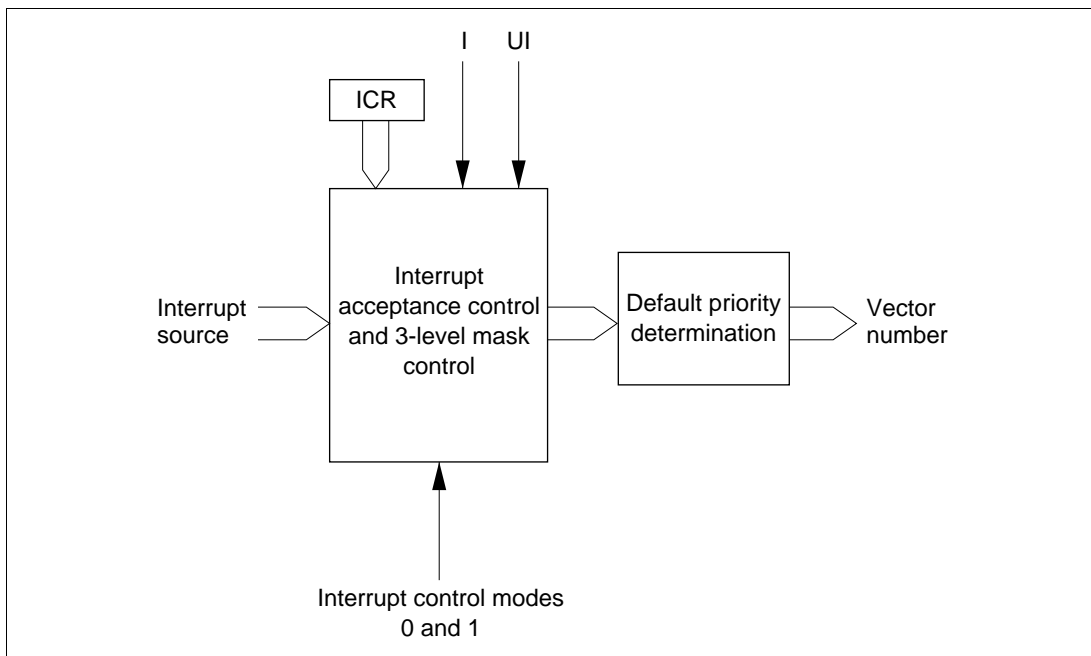 I UI
ICR
Interrupt
acceptance control
and 3-level mask
control
Interrupt
source
Default priority
determination
Vector
number
Interrupt control modes
0 and 1